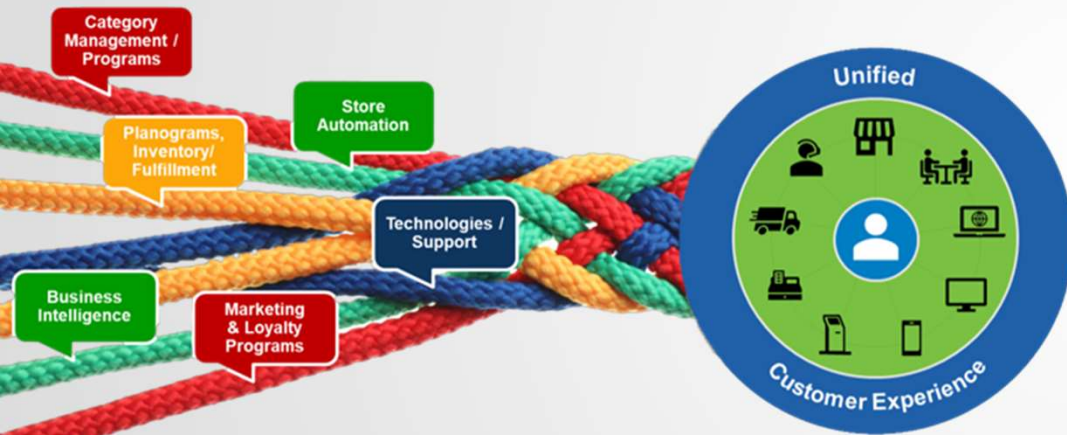 Category
Management /
Programs
Store
Automation
Planograms,
Inventory/
Fulfillment
Technologies /
Support
Business
Intelligence
Marketing
& Loyalty
Programs
Unified
Customer Experience